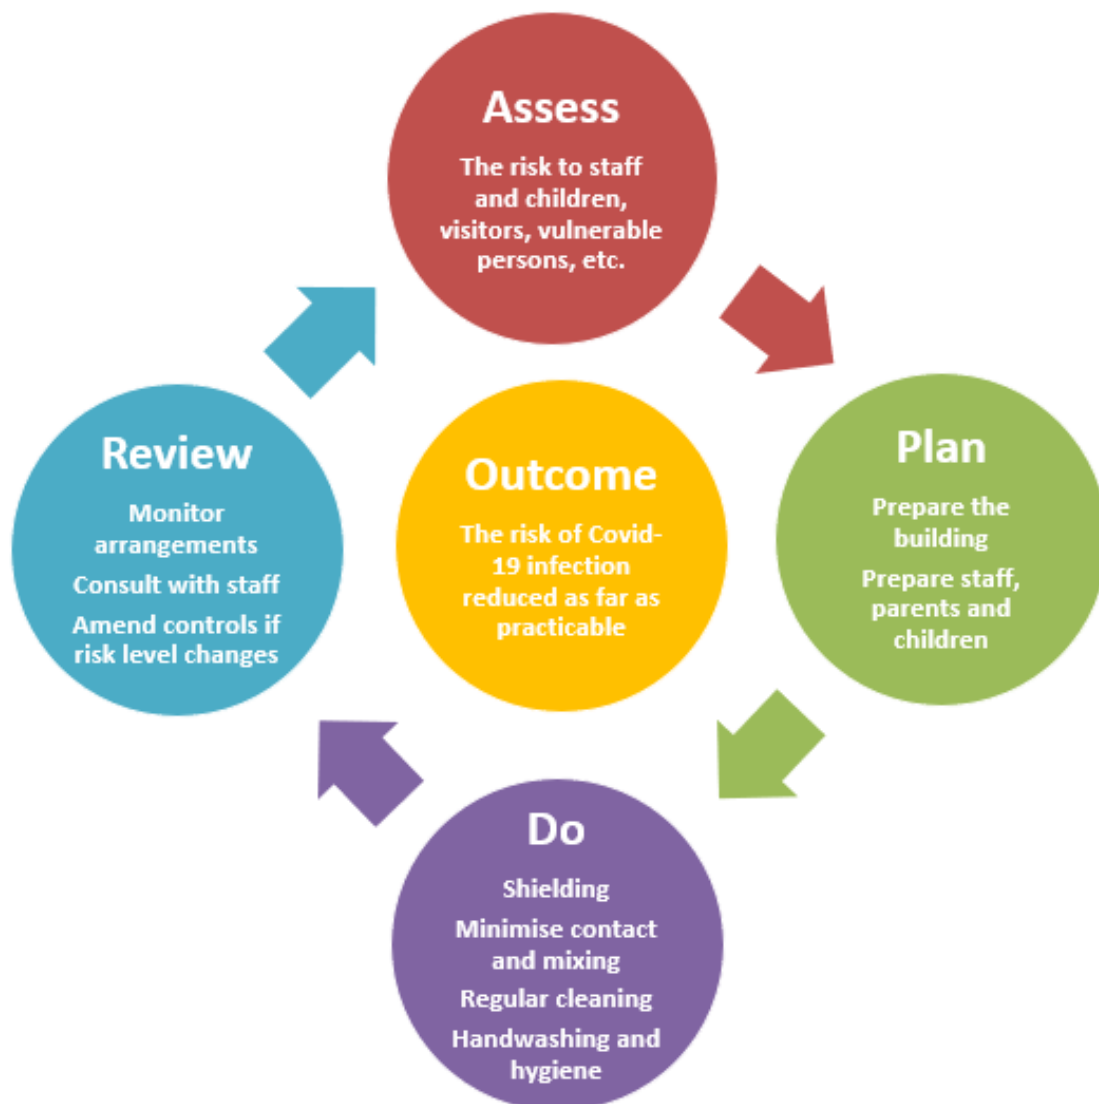 Assess
The risk to staff
and children,
visitors, vulnerable
persons, etc.
Plan
Prepare the
building
Prepare staff,
parents and
children
Do
Shielding
Minimise contact
and mixing
Regular cleaning
Handwashing and
hygiene
Review
Monitor
arrangements
Consult with staff
Amend controls if
risk level changes
Outcome
The risk of Covid-
19 infection
reduced as far as
practicable